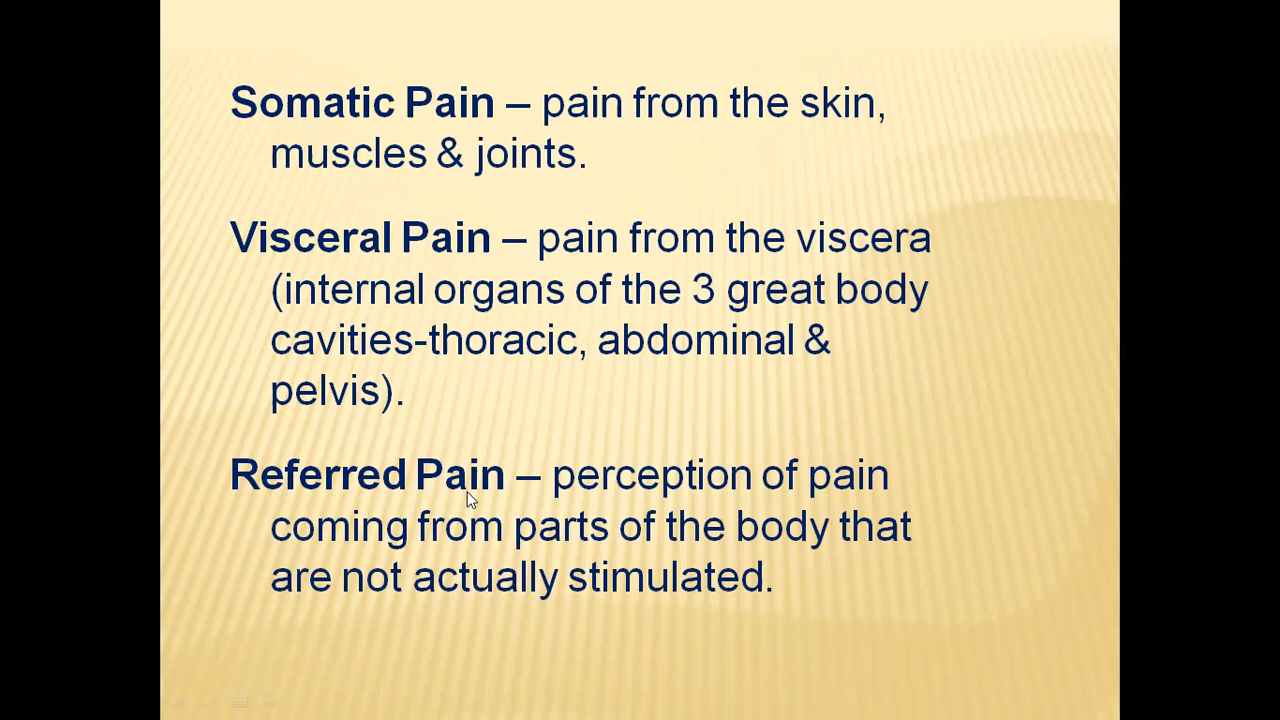 Somatic Pain – pain from the skin,
muscles & joints.
Visceral Pain – pain from the viscera
(internal organs of the 3 great body
cavities-thoracic, abdominal &
pelvis).
Referred Pain – perception of pain
coming from parts of the body that
are not actually stimulated.